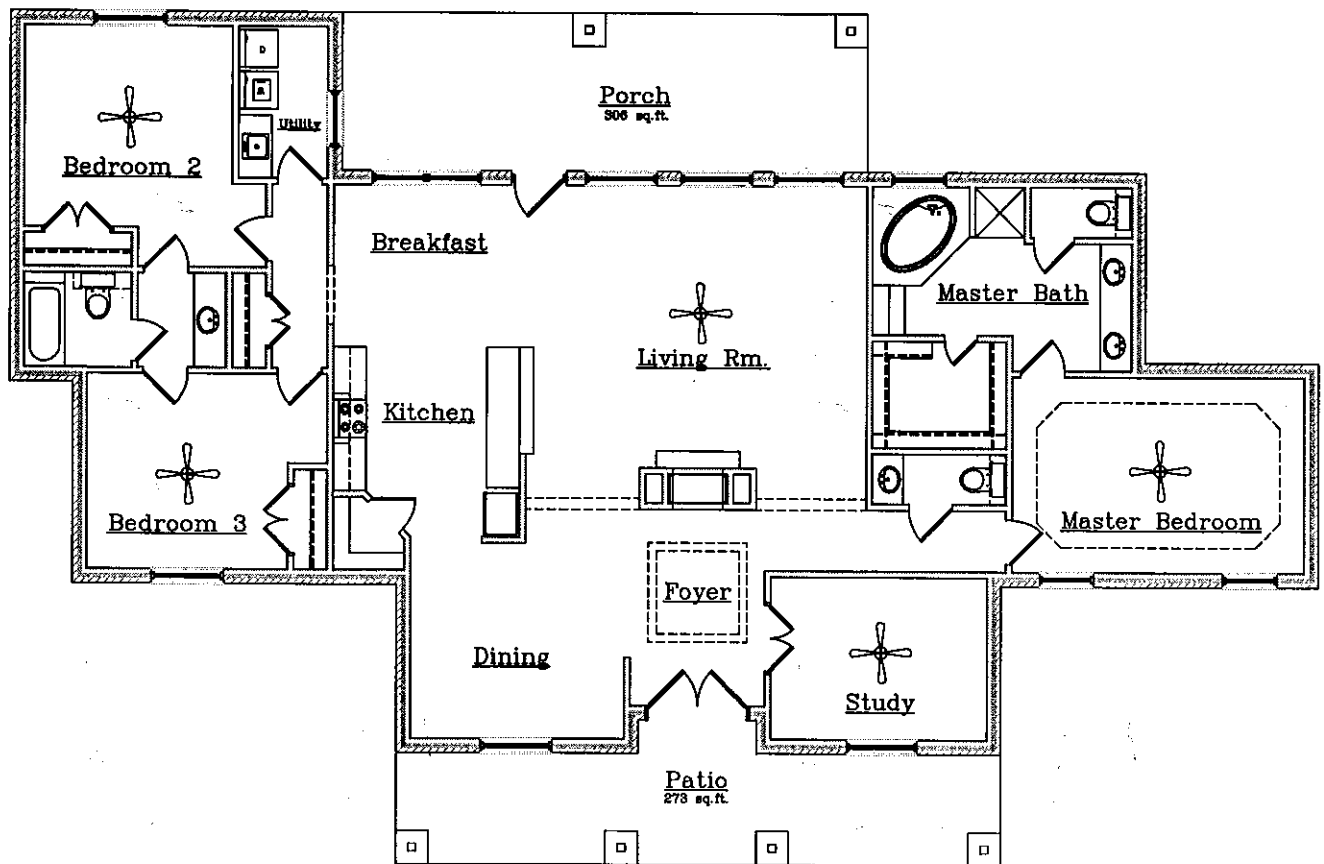 D
Porch
306 sq.ft.
Utility
Bedroom 2
Breakfast
Master Bath
Living Rm.
Kitchen
Bedroom 3
Master Bedroom
Foyer
Dining
Study
Patio
273 sq.ft.